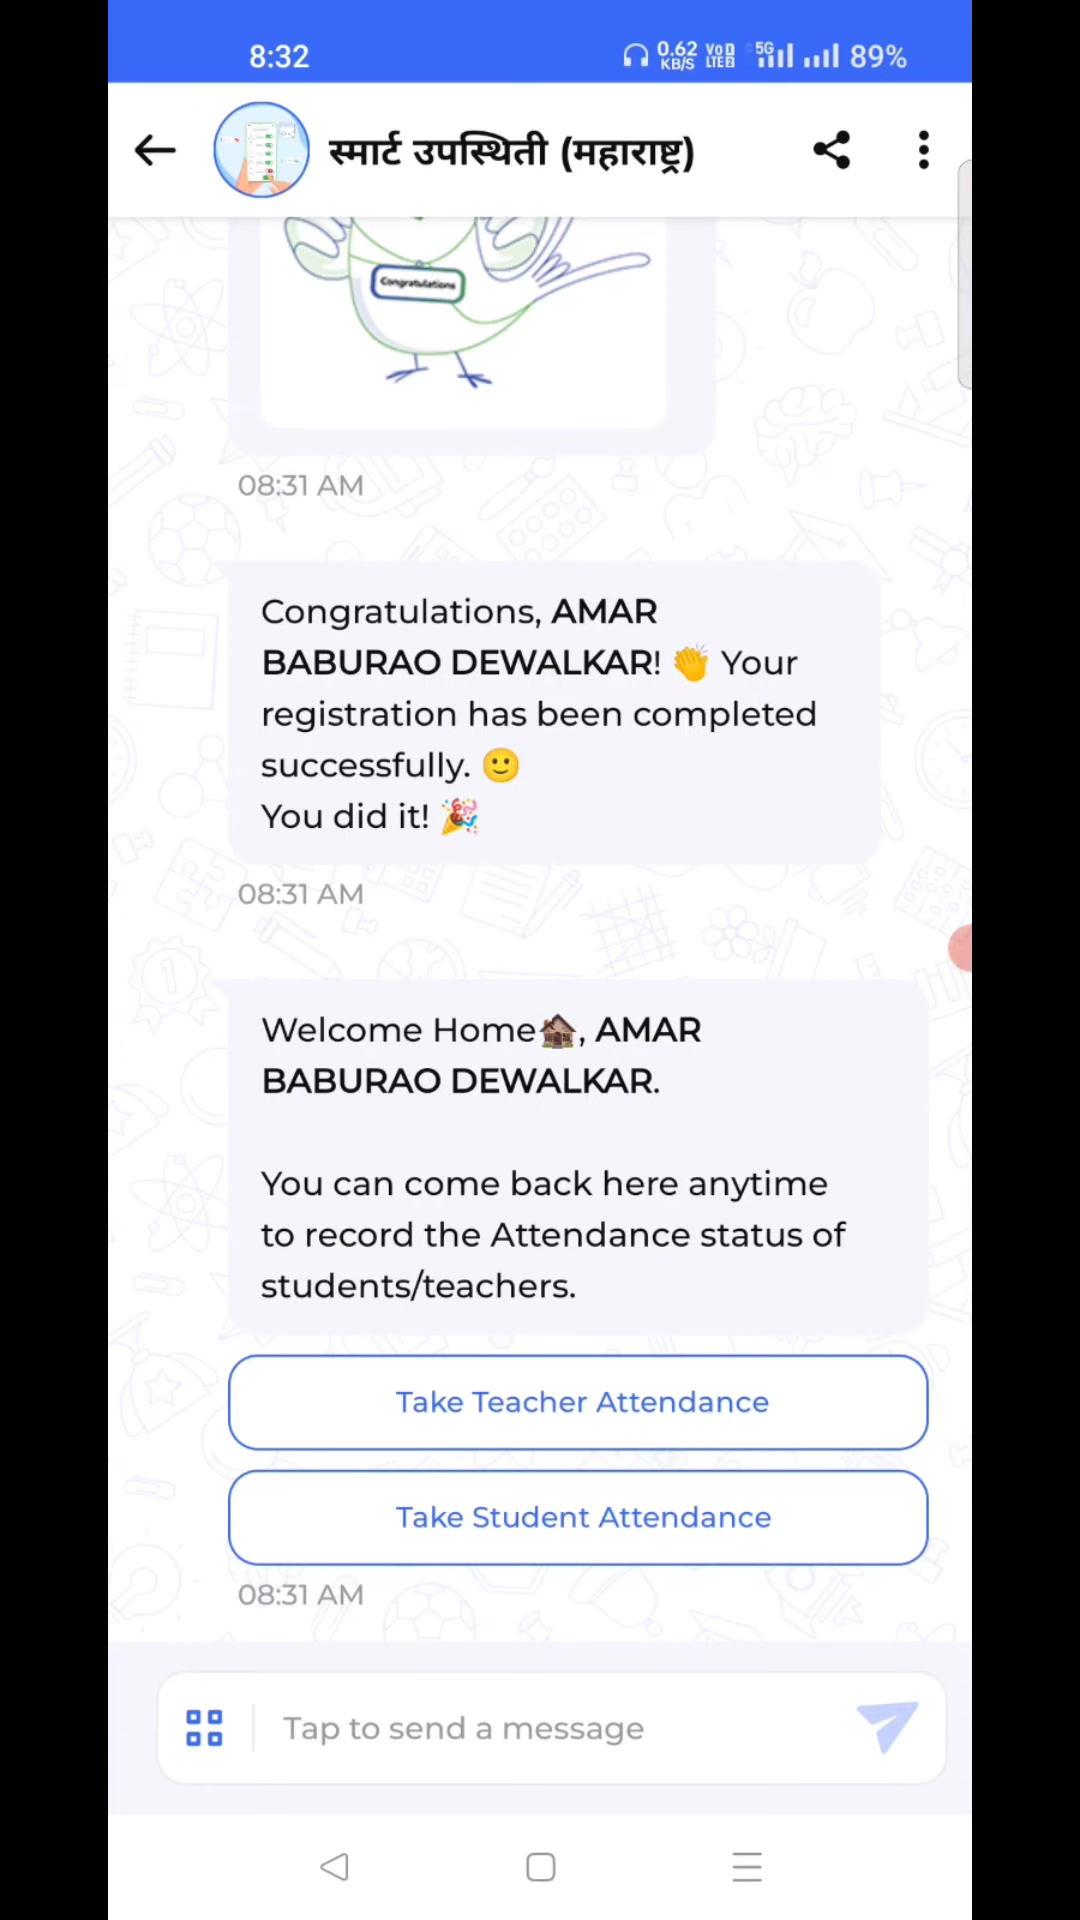 8:32 0.62 KB/S VoD LTE2 5G 89%
स्मार्ट उपस्थिती (महाराष्ट्र)
Congratulations
08:31 AM
Congratulations, AMAR
BABURAO DEWALKAR! 👏 Your
registration has been completed
successfully. 🙂
You did it! 🎉
08:31 AM
Welcome Home🏠, AMAR
BABURAO DEWALKAR.
You can come back here anytime
to record the Attendance status of
students/teachers.
Take Teacher Attendance
Take Student Attendance
08:31 AM
Tap to send a message